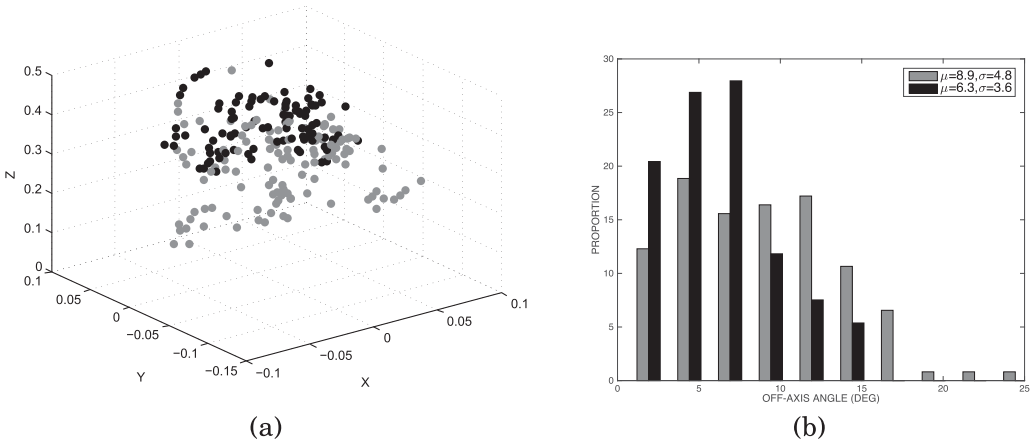 0.5
0.4
0.3
0.2
0.1
0
Z
0.1
0.05
0
−0.05
−0.1
−0.15
Y
−0.1
−0.05
0
0.05
0.1
X
(a)
30
25
20
15
10
5
0
PROPORTION
μ=8.9,σ=4.8
μ=6.3,σ=3.6
0 5 10 15 20 25
OFF-AXIS ANGLE (DEG)
(b)